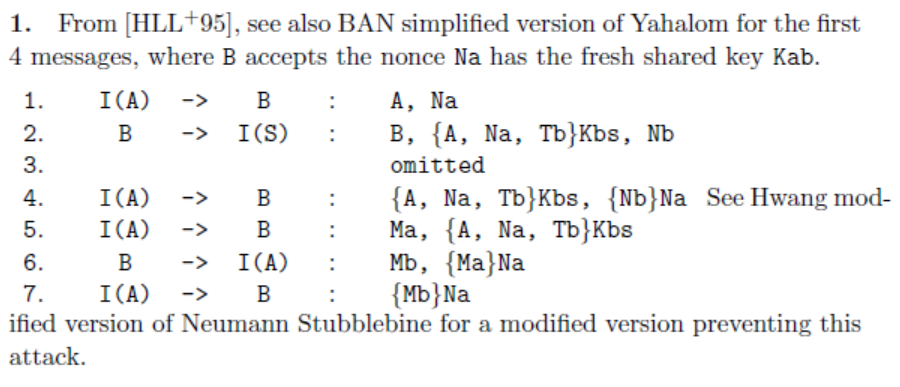 1. From [HLL+95], see also BAN simplified version of Yahalom for the first
4 messages, where B accepts the nonce Na has the fresh shared key Kab.
1. I(A) -> B : A, Na
2. B -> I(S) : B, {A, Na, Tb}Kbs, Nb
3. omitted
4. I(A) -> B : {A, Na, Tb}Kbs, {Nb}Na See Hwang mod-
5. I(A) -> B : Ma, {A, Na, Tb}Kbs
6. B -> I(A) : Mb, {Ma}Na
7. I(A) -> B : {Mb}Na
ified version of Neumann Stubblebine for a modified version preventing this
attack.